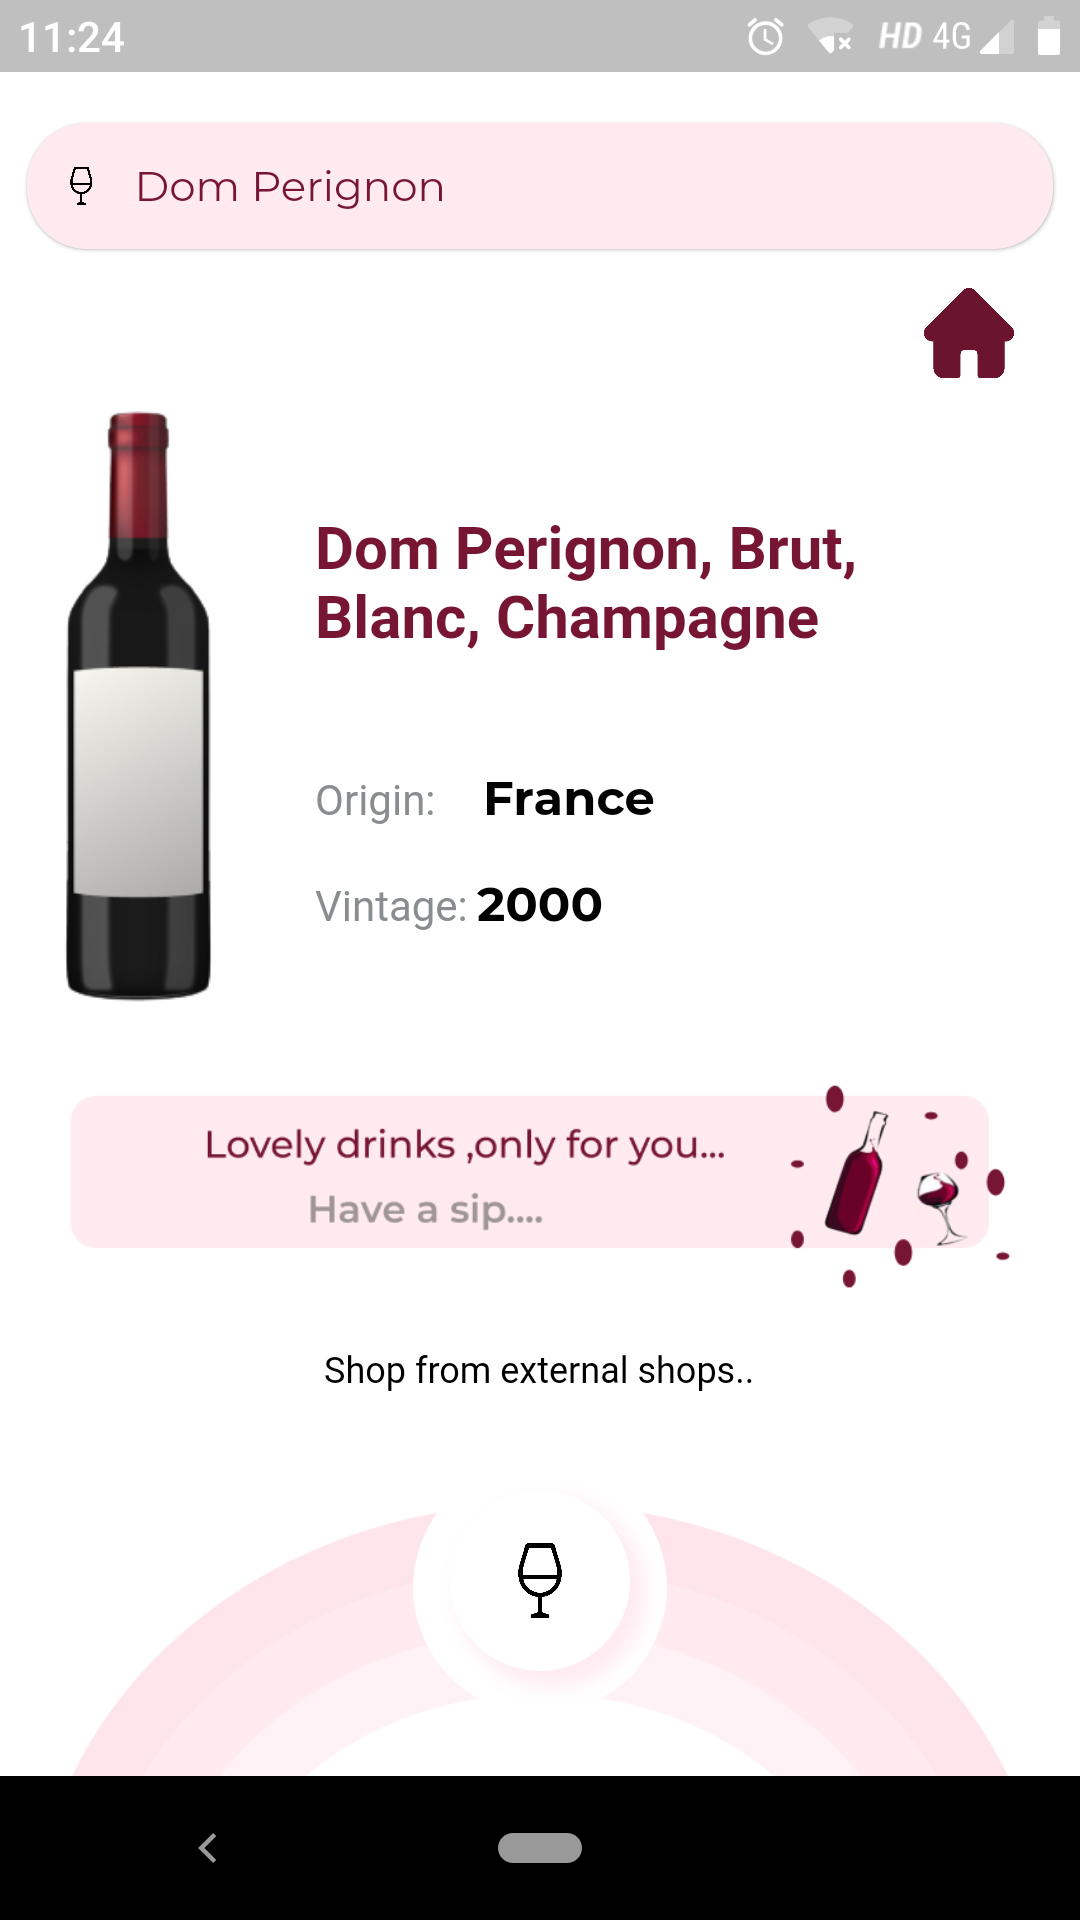 11:24 HD 4G
Dom Perignon
Dom Perignon, Brut,
Blanc, Champagne
Origin: France
Vintage: 2000
Lovely drinks ,only for you...
Have a sip....
Shop from external shops..